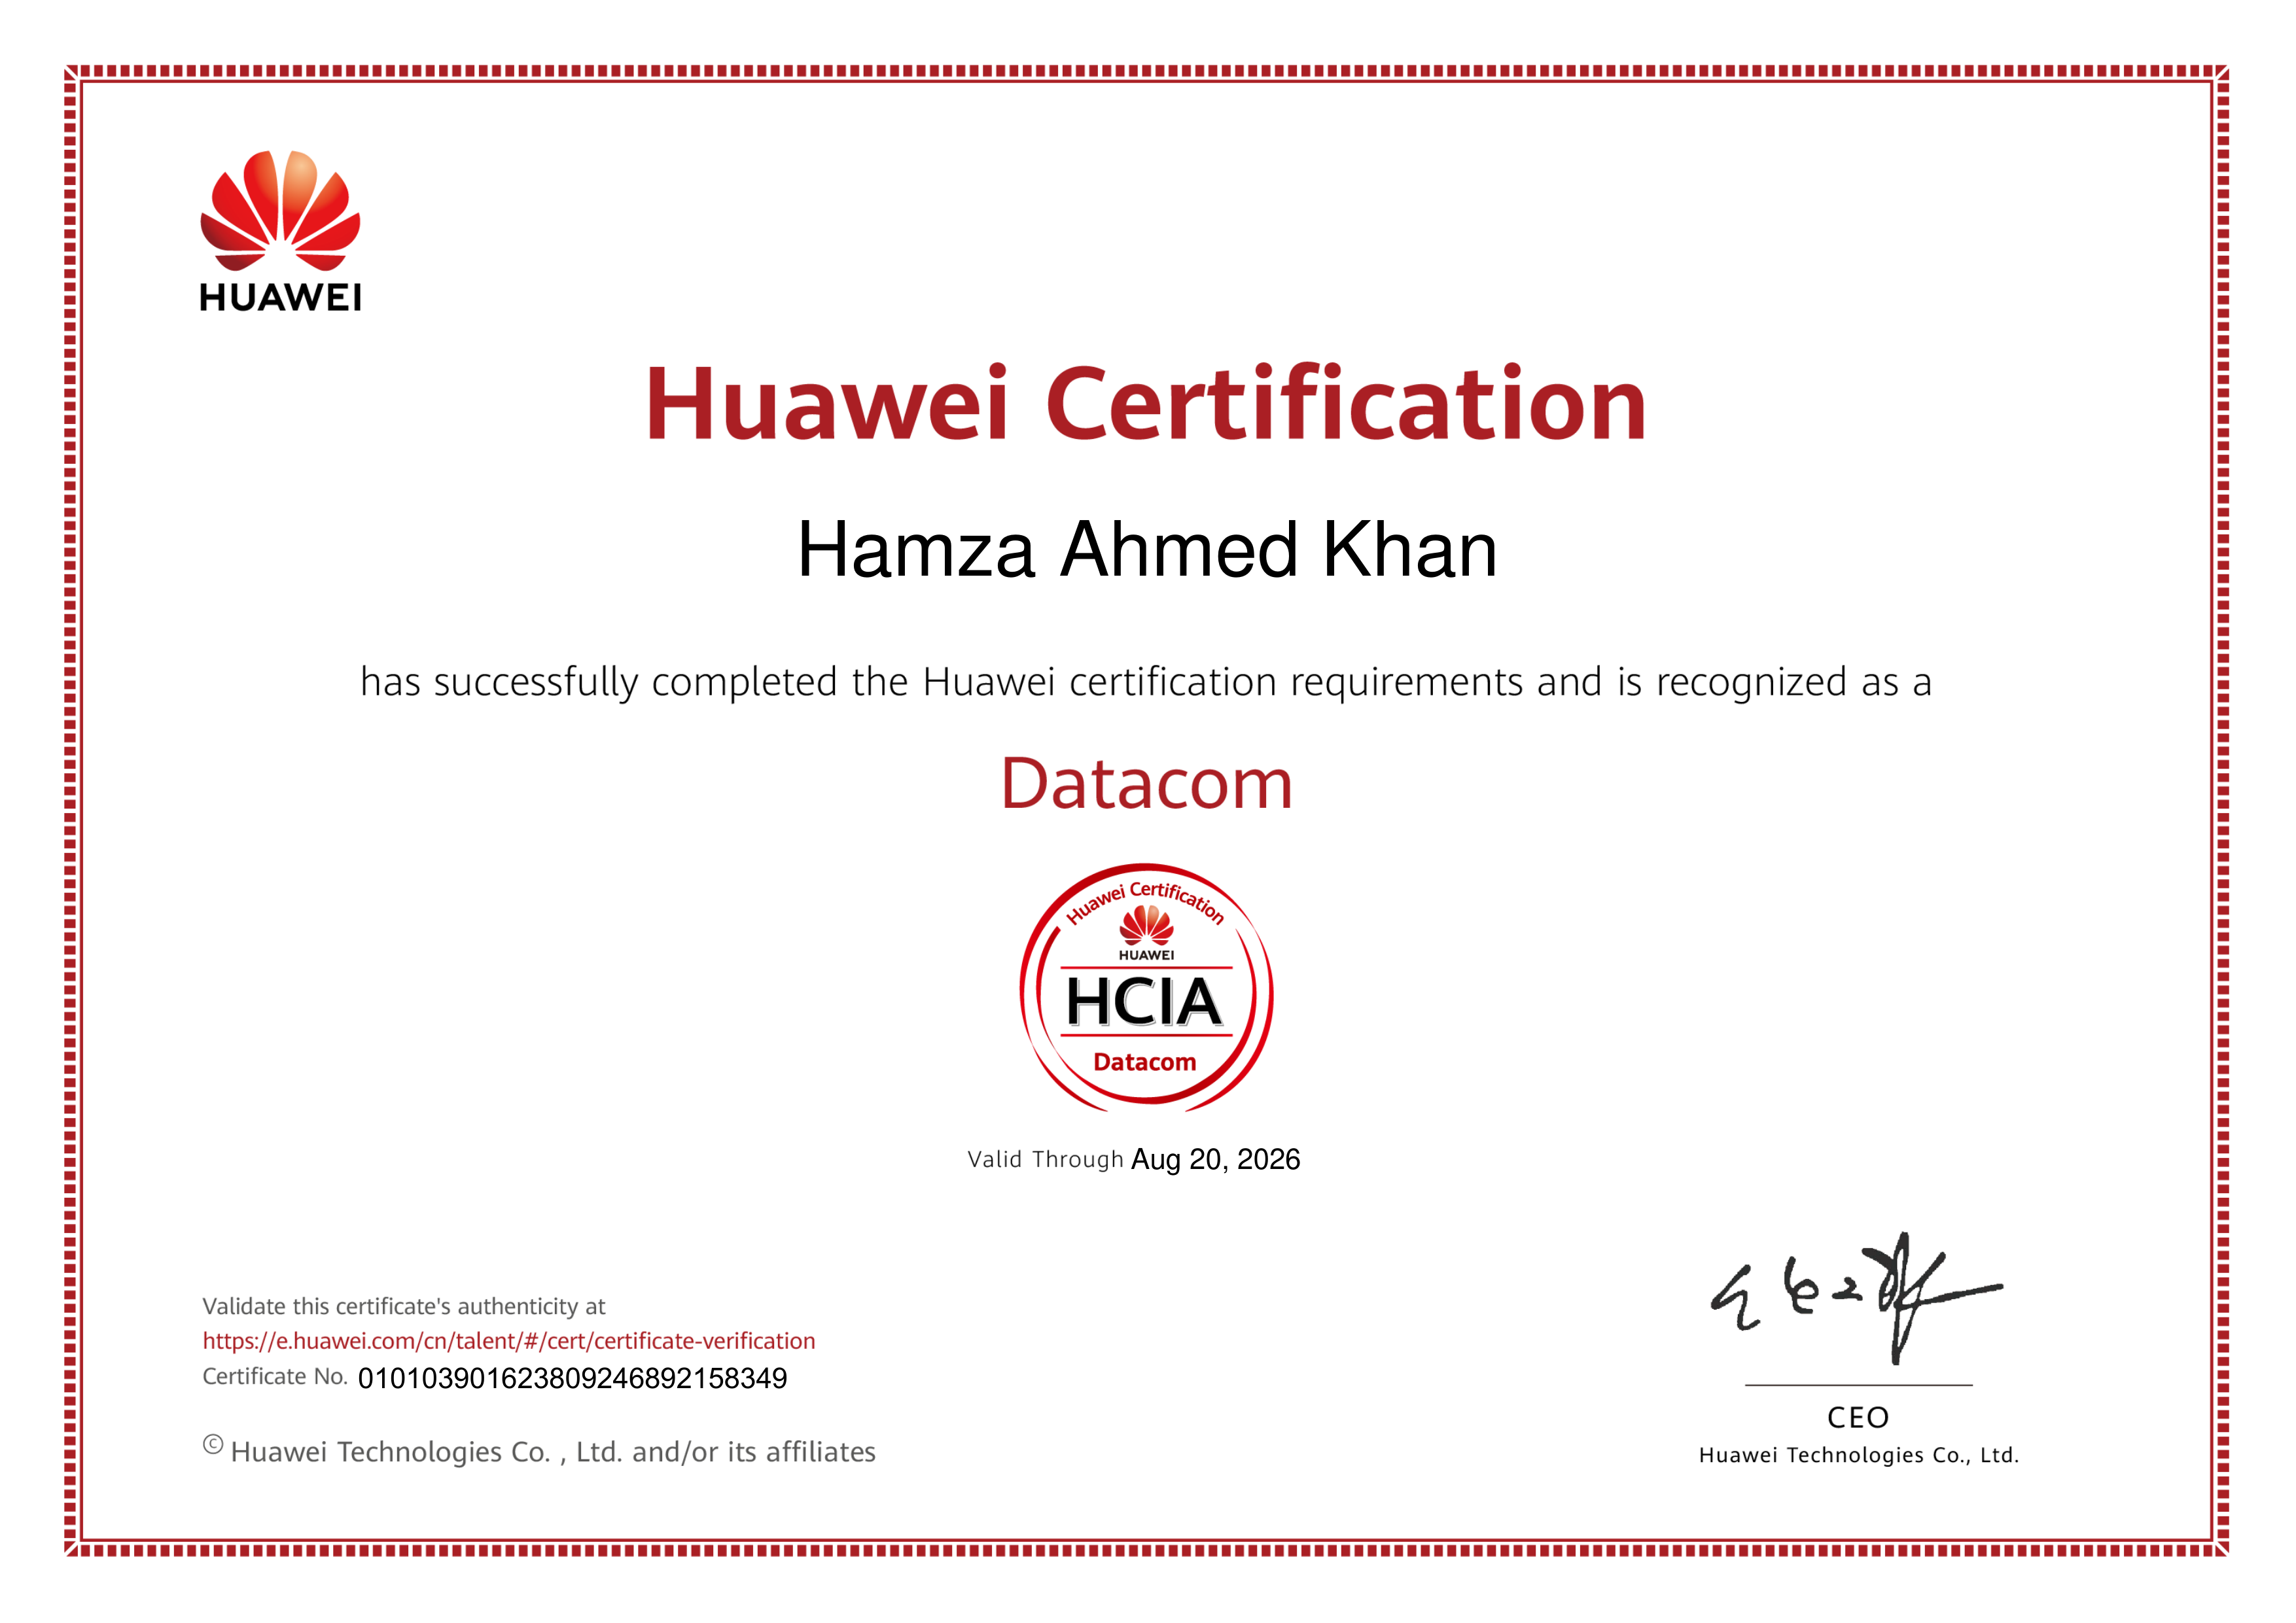 HUAWEI
Huawei Certification
Hamza Ahmed Khan
has successfully completed the Huawei certification requirements and is recognized as a
Datacom
Huawei Certification
HUAWEI
HCIA
Datacom
Valid Through Aug 20, 2026
Validate this certificate's authenticity at
https://e.huawei.com/cn/talent/#/cert/certificate-verification
Certificate No. 010103901623809246892158349
© Huawei Technologies Co. , Ltd. and/or its affiliates
CEO
Huawei Technologies Co., Ltd.